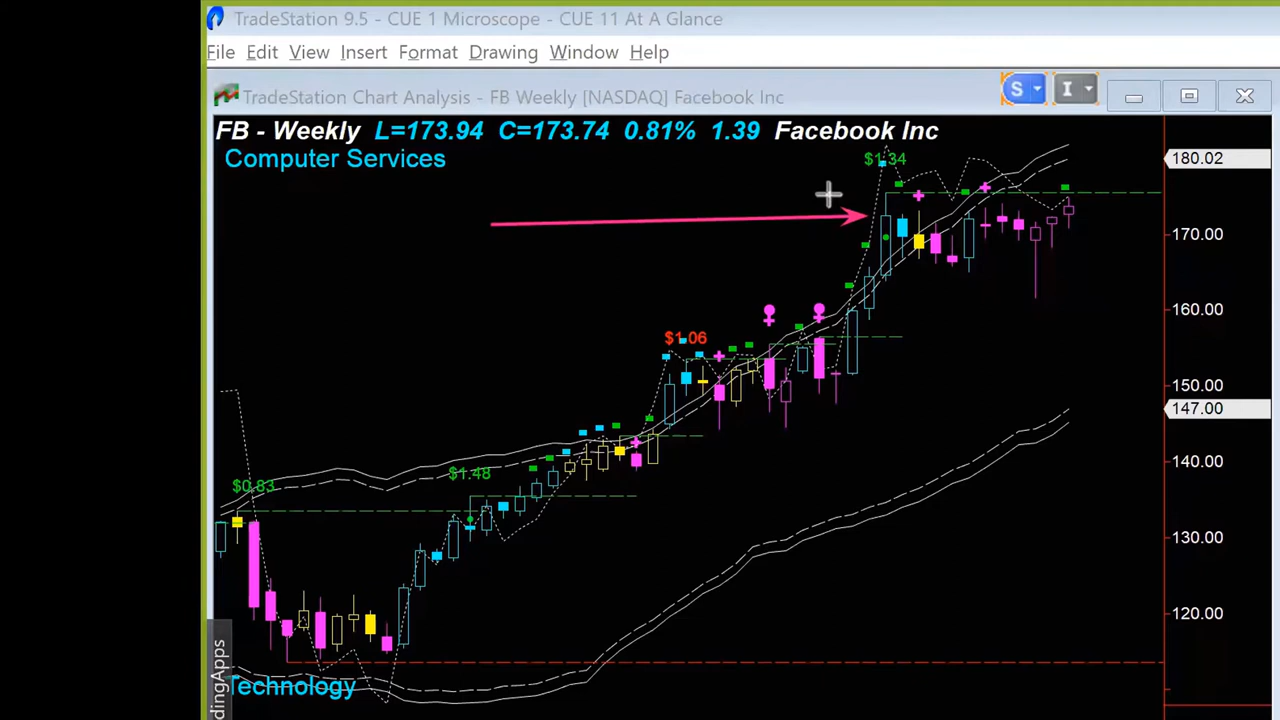 TradeStation 9.5 - CUE 1 Microscope - CUE 11 At A Glance
File Edit View Insert Format Drawing Window Help
TradeStation Chart Analysis - FB Weekly [NASDAQ] Facebook Inc
S I
FB - Weekly L=173.94 C=173.74 0.81% 1.39 Facebook Inc
Computer Services
$1.34
180.02
170.00
160.00
$1.06
150.00
147.00
140.00
$1.48
$0.83
130.00
120.00
Technology
dingApps